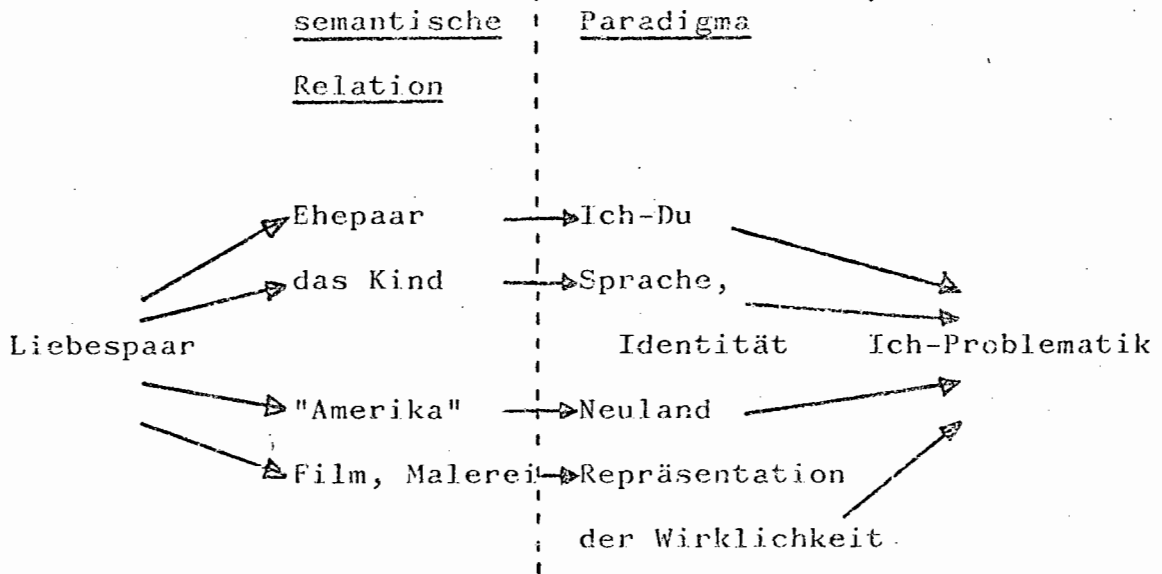 semantische Paradigma
Relation
Ehepaar Ich-Du
das Kind Sprache,
Liebespaar Identität Ich-Problematik
"Amerika" Neuland
Film, Malerei Repräsentation
der Wirklichkeit